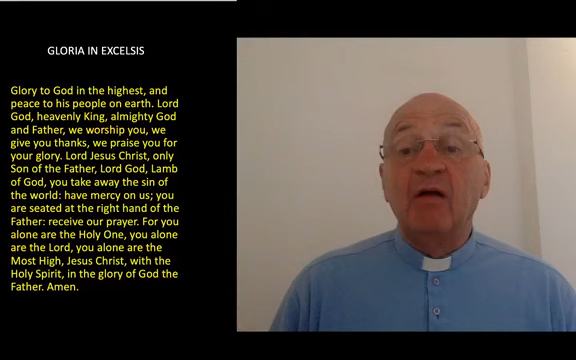 GLORIA IN EXCELSIS
Glory to God in the highest, and
peace to his people on earth. Lord
God, heavenly King, almighty God
and Father, we worship you, we
give you thanks, we praise you for
your glory. Lord Jesus Christ, only
Son of the Father, Lord God, Lamb
of God, you take away the sin of
the world: have mercy on us; you
are seated at the right hand of the
Father: receive our prayer. For you
alone are the Holy One, you alone
are the Lord, you alone are the
Most High, Jesus Christ, with the
Holy Spirit, in the glory of God the
Father. Amen.